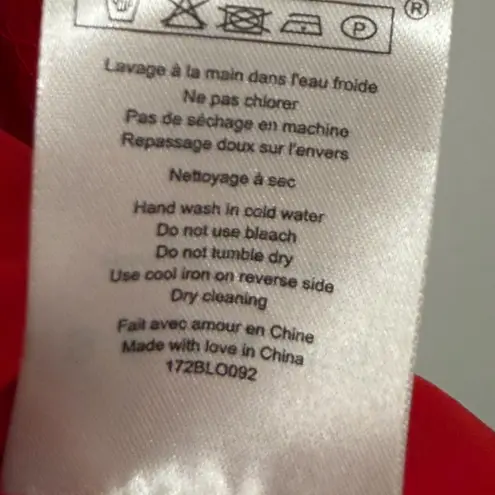 ®
P
Lavage à la main dans l'eau froide
Ne pas chlorer
Pas de séchage en machine
Repassage doux sur l'envers
Nettoyage à sec
Hand wash in cold water
Do not use bleach
Do not tumble dry
Use cool iron on reverse side
Dry cleaning
Fait avec amour en Chine
Made with love in China
172BLO092